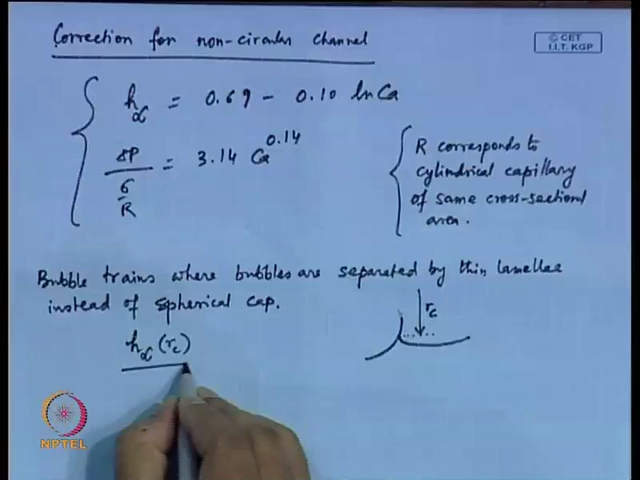 Correction for non-circular channel
© CET
I.I.T. KGP
h∝ = 0.69 - 0.10 ln Ca
δP / (σ/R) = 3.14 Ca^0.14
R corresponds to
cylindrical capillary
of same cross-sectional
area.
Bubble trains where bubbles are separated by thin lamellae
instead of spherical cap.
rc
h∝ (rc)
NPTEL